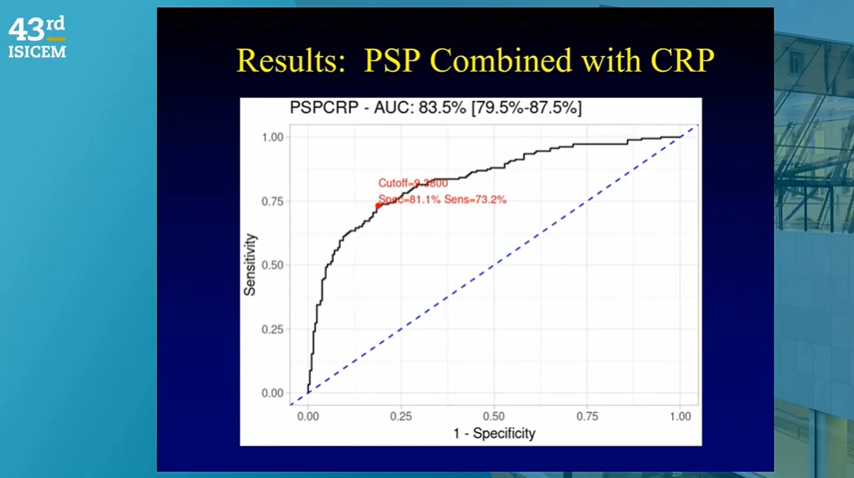 43rd
ISICEM
Results: PSP Combined with CRP
PSPCRP - AUC: 83.5% [79.5%-87.5%]
1.00
Cutoff=9.3800
Spec=81.1% Sens=73.2%
0.75
Sensitivity
0.50
0.25
0.00
0.00 0.25 0.50 0.75 1.00
1 - Specificity